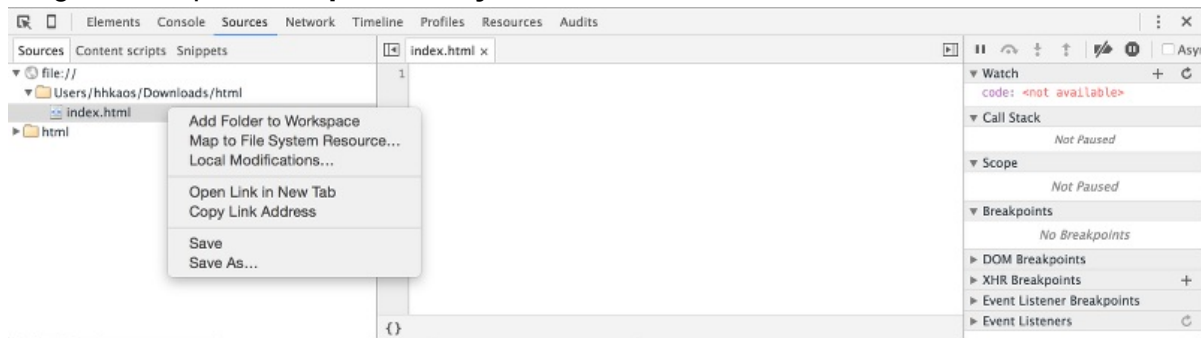 Elements Console Sources Network Timeline Profiles Resources Audits
Sources Content scripts Snippets
index.html ×
Asy
file://
Users/hhkaos/Downloads/html
index.html
html
Add Folder to Workspace
Map to File System Resource...
Local Modifications...
Open Link in New Tab
Copy Link Address
Save
Save As...
1
{}
Watch
code: <not available>
Call Stack
Not Paused
Scope
Not Paused
Breakpoints
No Breakpoints
DOM Breakpoints
XHR Breakpoints
Event Listener Breakpoints
Event Listeners